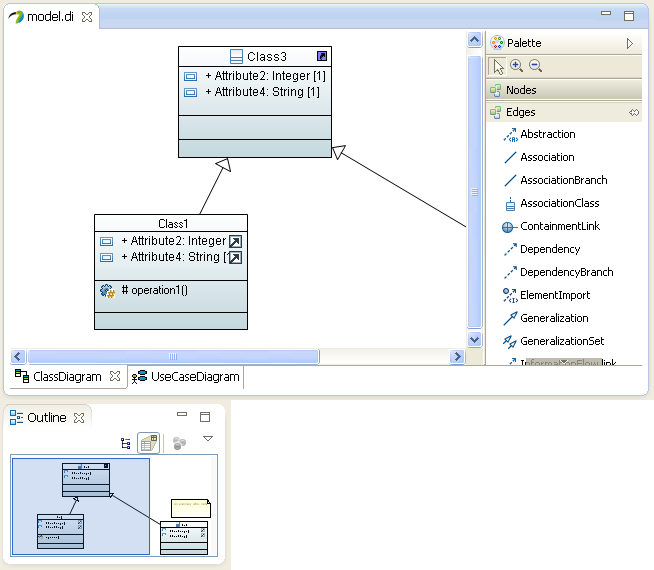 model.di
Class3
+ Attribute2: Integer [1]
+ Attribute4: String [1]
Class1
+ Attribute2: Integer
+ Attribute4: String [
# operation1()
Palette
Nodes
Edges
Abstraction
Association
AssociationBranch
AssociationClass
ContainmentLink
Dependency
DependencyBranch
ElementImport
Generalization
GeneralizationSet
InformationFlow link
ClassDiagram
UseCaseDiagram
Outline